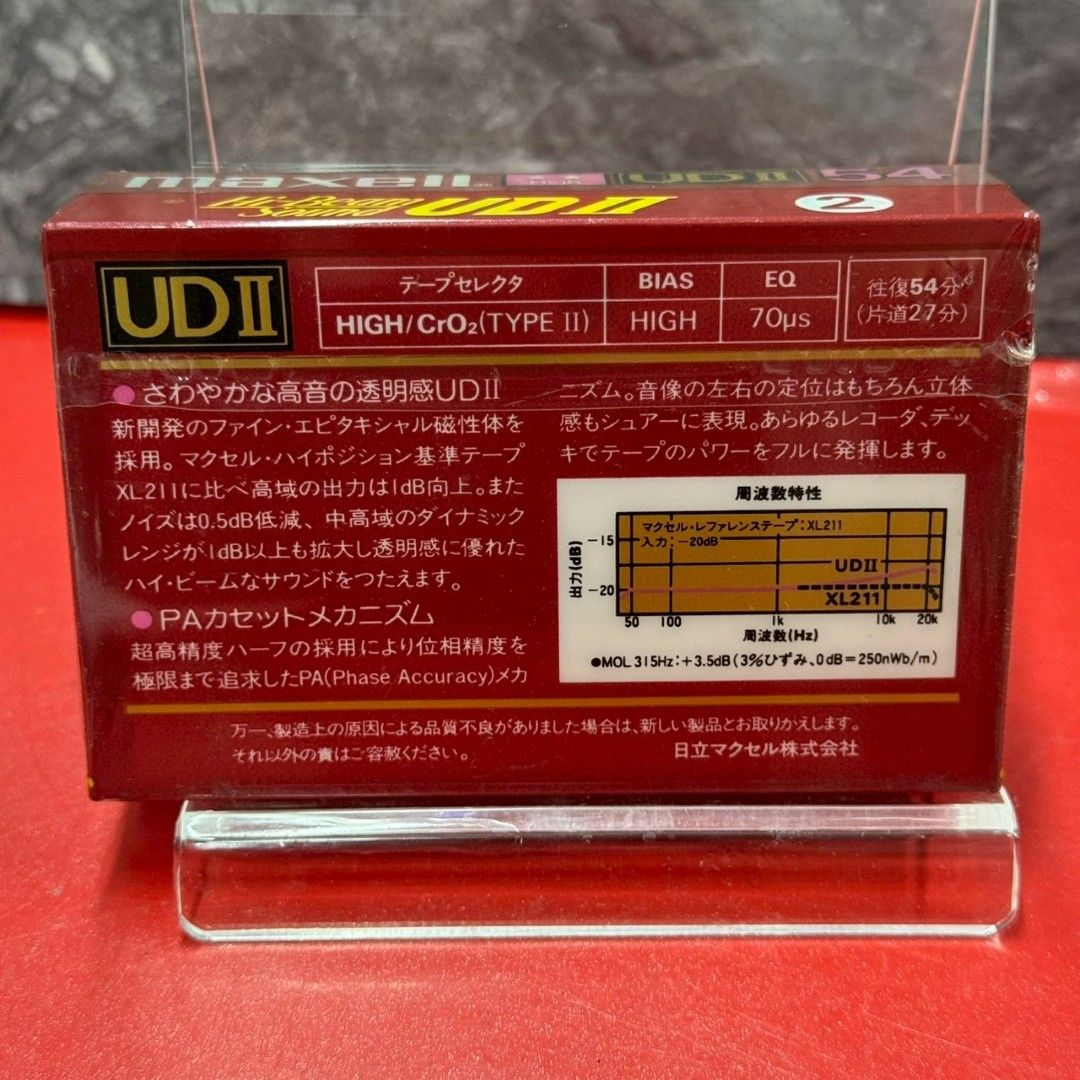 maxell High UDII 54
Hi-Beam Sound UDII 2
UDII
テープセレクタ BIAS EQ
HIGH/CrO₂(TYPE II) HIGH 70μs
往復54分
(片道27分)
●さわやかな高音の透明感UDII
新開発のファイン・エピタキシャル磁性体を
採用。マクセル・ハイポジション基準テープ
XL211に比べ高域の出力は1dB向上。また
ノイズは0.5dB低減、中高域のダイナミック
レンジが1dB以上も拡大し透明感に優れた
ハイ・ビームなサウンドをつたえます。
●PAカセットメカニズム
超高精度ハーフの採用により位相精度を
極限まで追求したPA(Phase Accuracy)メカ
ニズム。音像の左右の定位はもちろん立体
感もシュアーに表現。あらゆるレコーダ、デッ
キでテープのパワーをフルに発揮します。
周波数特性
マクセル・レファレンステープ:XL211
入力:-20dB
出力(dB)
-15
-20
UDII
XL211
50 100 1k 10k 20k
周波数(Hz)
●MOL 315Hz:+3.5dB(3%ひずみ、0dB=250nWb/m)
万一、製造上の原因による品質不良がありました場合は、新しい製品とお取りかえします。
それ以外の責はご容赦ください。 日立マクセル株式会社